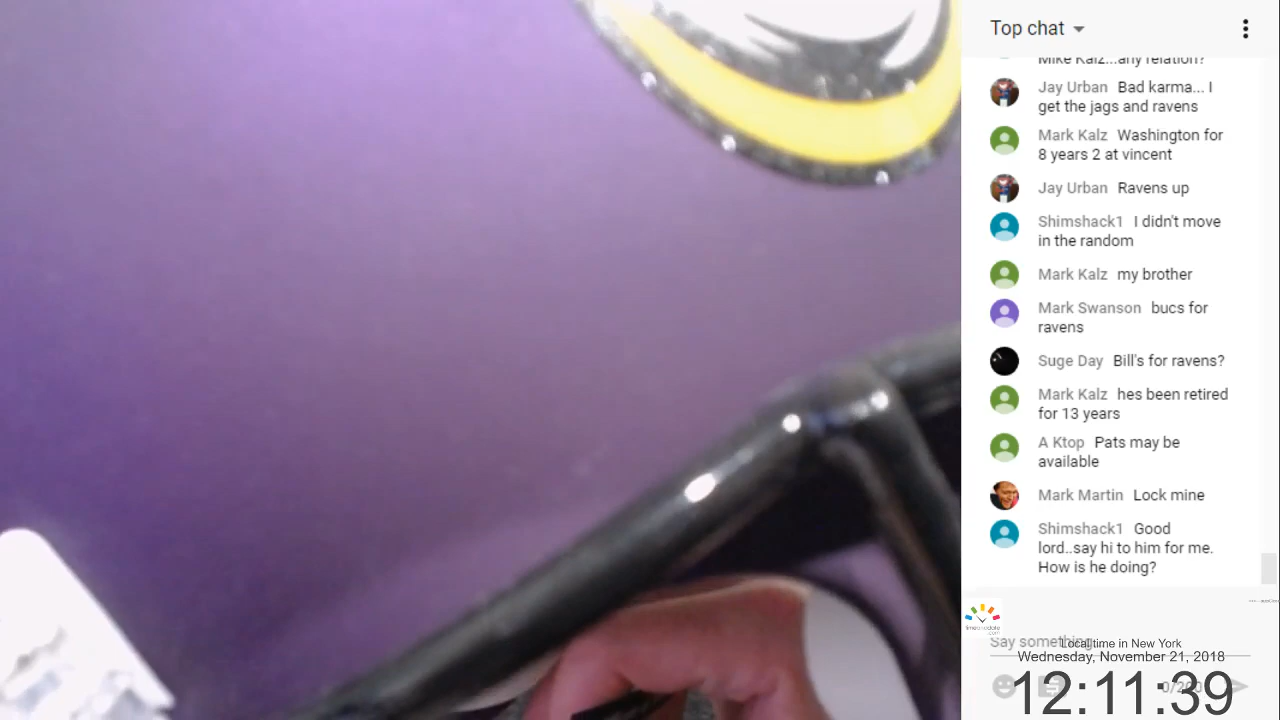 Top chat
Mike Kalz...any relation?
Jay Urban Bad karma... I
get the jags and ravens
Mark Kalz Washington for
8 years 2 at vincent
Jay Urban Ravens up
Shimshack1 I didn't move
in the random
Mark Kalz my brother
Mark Swanson bucs for
ravens
Suge Day Bill's for ravens?
Mark Kalz hes been retired
for 13 years
A Ktop Pats may be
available
Mark Martin Lock mine
Shimshack1 Good
lord..say hi to him for me.
How is he doing?
Say something...
Local time in New York
Wednesday, November 21, 2018
12:11:39